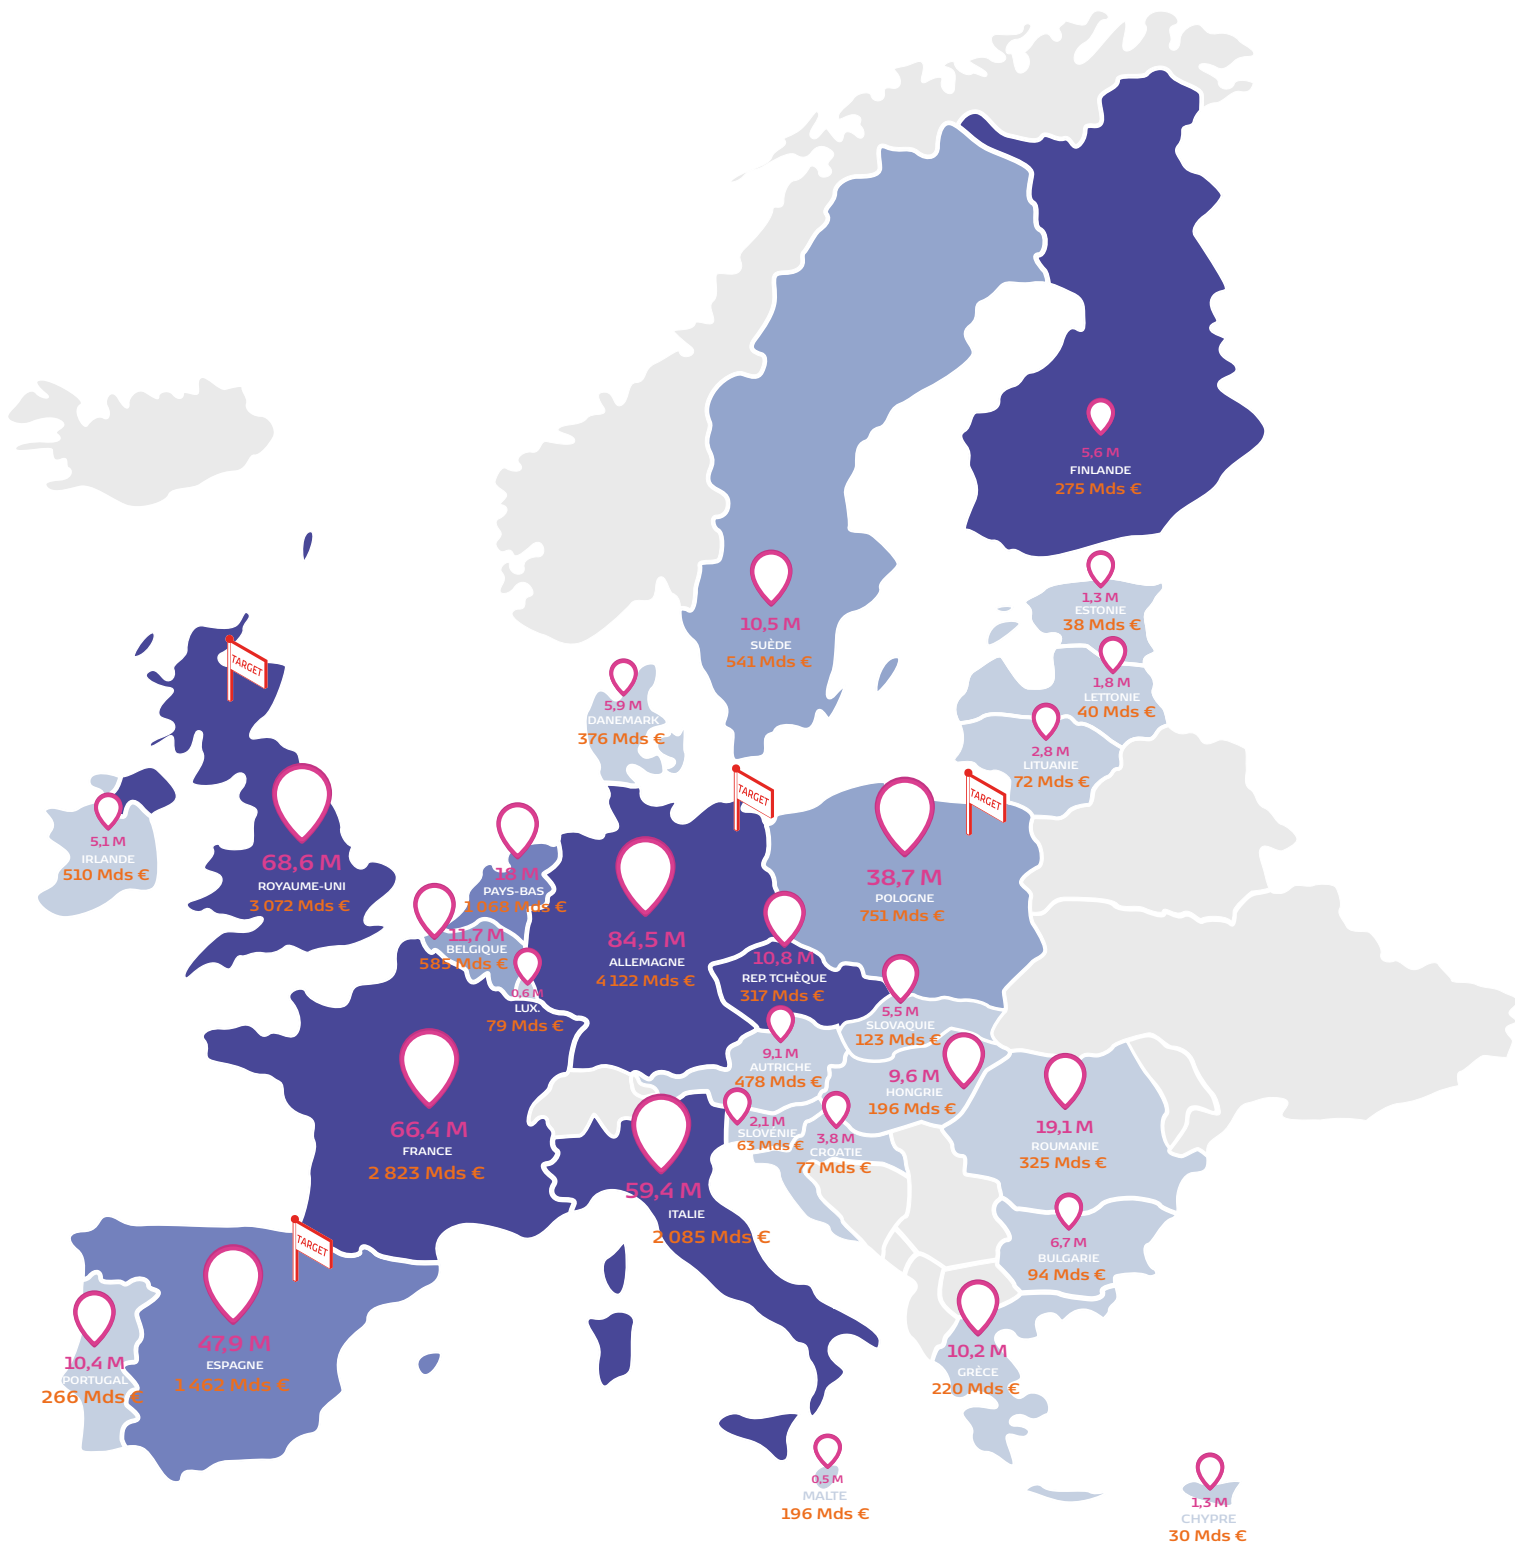 5,6 M
FINLANDE
275 Mds €
1,3 M
ESTONIE
38 Mds €
10,5 M
SUÈDE
541 Mds €
TARGET
1,8 M
LETTONIE
40 Mds €
5,9 M
DANEMARK
376 Mds €
2,8 M
LITUANIE
72 Mds €
TARGET
TARGET
5,1 M
IRLANDE
510 Mds €
68,6 M
ROYAUME-UNI
3 072 Mds €
18 M
PAYS-BAS
1 068 Mds €
38,7 M
POLOGNE
751 Mds €
11,7 M
BELGIQUE
585 Mds €
84,5 M
ALLEMAGNE
4 122 Mds €
10,8 M
REP. TCHÈQUE
317 Mds €
0,6 M
LUX.
79 Mds €
5,5 M
SLOVAQUIE
123 Mds €
9,1 M
AUTRICHE
478 Mds €
9,6 M
HONGRIE
196 Mds €
66,4 M
FRANCE
2 823 Mds €
2,1 M
SLOVÉNIE
63 Mds €
3,8 M
CROATIE
77 Mds €
19,1 M
ROUMANIE
325 Mds €
59,4 M
ITALIE
2 085 Mds €
TARGET
6,7 M
BULGARIE
94 Mds €
47,9 M
ESPAGNE
1 462 Mds €
10,4 M
PORTUGAL
266 Mds €
10,2 M
GRÈCE
220 Mds €
0,5 M
MALTE
196 Mds €
1,3 M
CHYPRE
30 Mds €